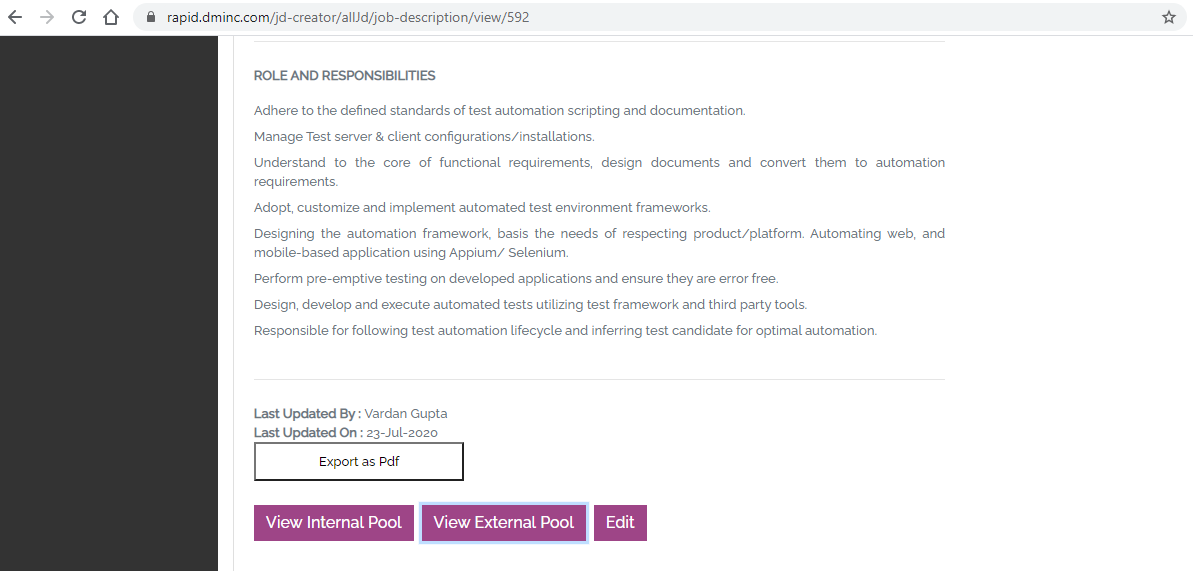 rapid.dminc.com/jd-creator/allJd/job-description/view/592
ROLE AND RESPONSIBILITIES
Adhere to the defined standards of test automation scripting and documentation.
Manage Test server & client configurations/installations.
Understand to the core of functional requirements, design documents and convert them to automation
requirements.
Adopt, customize and implement automated test environment frameworks.
Designing the automation framework, basis the needs of respecting product/platform. Automating web, and
mobile-based application using Appium/ Selenium.
Perform pre-emptive testing on developed applications and ensure they are error free.
Design, develop and execute automated tests utilizing test framework and third party tools.
Responsible for following test automation lifecycle and inferring test candidate for optimal automation.
Last Updated By : Vardan Gupta
Last Updated On : 23-Jul-2020
Export as Pdf
View Internal Pool View External Pool Edit